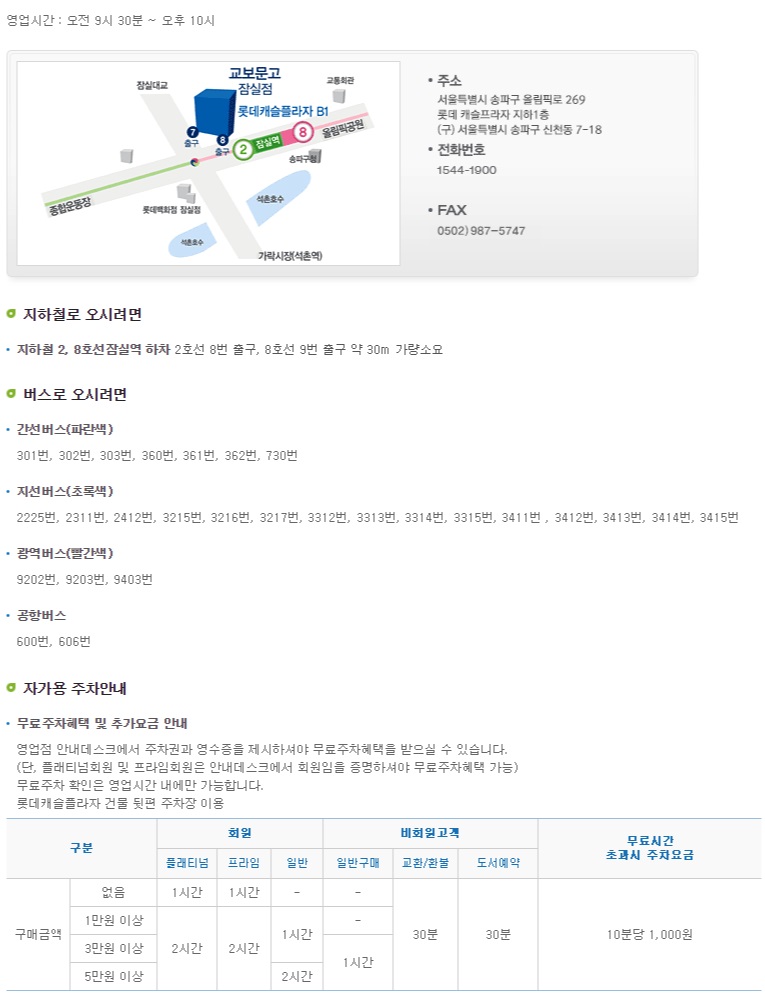 영업시간 : 오전 9시 30분 ~ 오후 10시
교보문고
잠실점
롯데캐슬플라자 B1
잠실대교
교통회관
7
출구
8
출구
2
잠실역
8
올림픽공원
송파구청
종합운동장
롯데백화점 잠실점
석촌호수
석촌호수
가락시장(석촌역)
• 주소
서울특별시 송파구 올림픽로 269
롯데 캐슬프라자 지하1층
(구) 서울특별시 송파구 신천동 7-18
• 전화번호
1544-1900
• FAX
0502) 987-5747
지하철로 오시려면
• 지하철 2, 8호선잠실역 하차 2호선 8번 출구, 8호선 9번 출구 약 30m 가량소요
버스로 오시려면
• 간선버스(파란색)
301번, 302번, 303번, 360번, 361번, 362번, 730번
• 지선버스(초록색)
2225번, 2311번, 2412번, 3215번, 3216번, 3217번, 3312번, 3313번, 3314번, 3315번, 3411번 , 3412번, 3413번, 3414번, 3415번
• 광역버스(빨간색)
9202번, 9203번, 9403번
• 공항버스
600번, 606번
자가용 주차안내
• 무료주차혜택 및 추가요금 안내
영업점 안내데스크에서 주차권과 영수증을 제시하셔야 무료주차혜택을 받으실 수 있습니다.
(단, 플래티넘회원 및 프라임회원은 안내데스크에서 회원임을 증명하셔야 무료주차혜택 가능)
무료주차 확인은 영업시간 내에만 가능합니다.
롯데캐슬플라자 건물 뒷편 주차장 이용
구분 회원 비회원고객 무료시간
초과시 주차요금
플래티넘 프라임 일반 일반구매 교환/환불 도서예약
구매금액 없음 1시간 1시간 - - 30분 30분 10분당 1,000원
1만원 이상 2시간 2시간 1시간 -
3만원 이상 1시간
5만원 이상 2시간